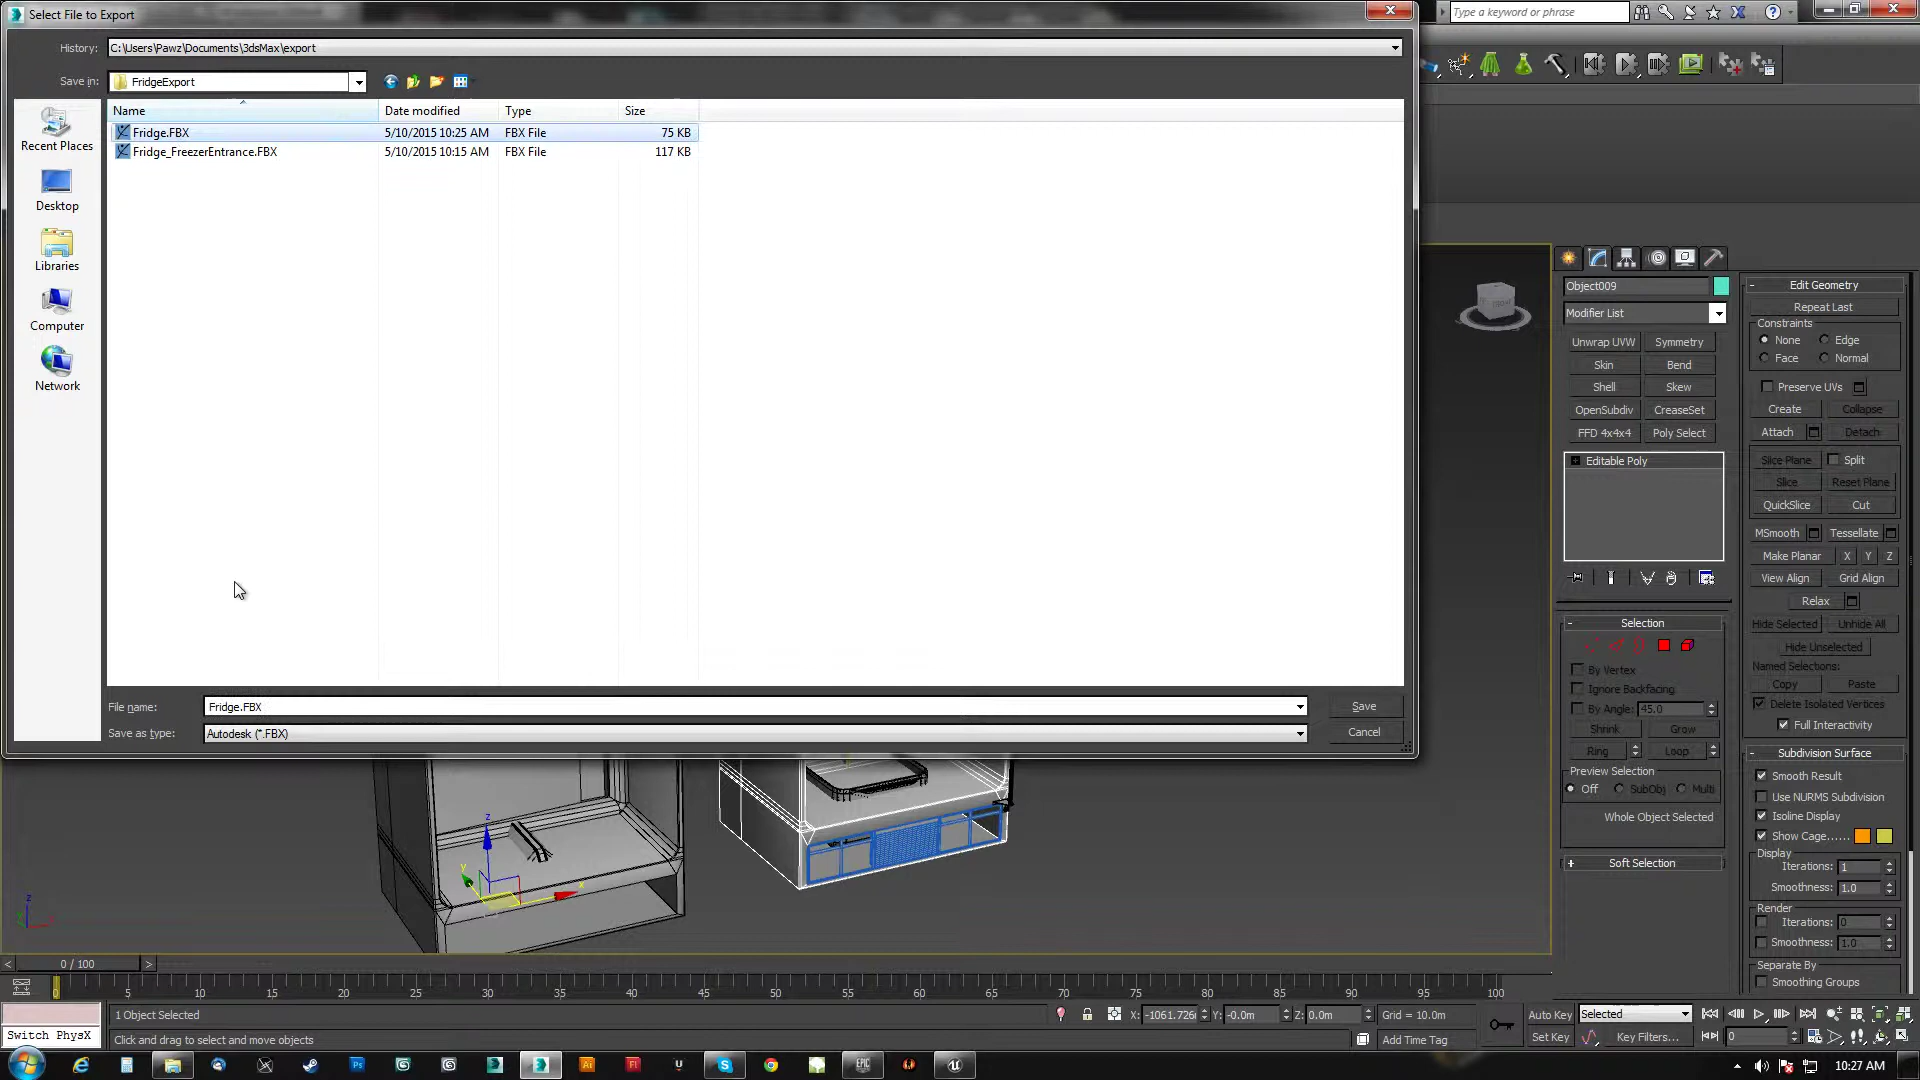 Select File to Export
Type a keyword or phrase
History: C:\Users\Pawz\Documents\3dsMax\export
Save in: FridgeExport
Name Date modified Type Size
Fridge.FBX 5/10/2015 10:25 AM FBX File 75 KB
Fridge_FreezerEntrance.FBX 5/10/2015 10:15 AM FBX File 117 KB
Recent Places
Desktop
Libraries
Computer
Network
File name: Fridge.FBX Save
Save as type: Autodesk (*.FBX) Cancel
Object009
Modifier List
Unwrap UVW Symmetry
Skin Bend
Shell Skew
OpenSubdiv CreaseSet
FFD 4x4x4 Poly Select
Editable Poly
Selection
By Vertex
Ignore Backfacing
By Angle: 45.0
Shrink Grow
Ring Loop
Preview Selection
Off SubObj Multi
Whole Object Selected
Soft Selection
Edit Geometry
Repeat Last
Constraints
None Edge
Face Normal
Preserve UVs
Create Collapse
Attach Detach
Slice Plane Split
Slice Reset Plane
QuickSlice Cut
MSmooth Tessellate
Make Planar X Y Z
View Align Grid Align
Relax
Hide Selected Unhide All
Hide Unselected
Named Selections:
Copy Paste
Delete Isolated Vertices
Full Interactivity
Subdivision Surface
Smooth Result
Use NURMS Subdivision
Isoline Display
Show Cage......
Display
Iterations: 1
Smoothness: 1.0
Render
Iterations: 0
Smoothness: 1.0
Separate By
Smoothing Groups
z
y
x
z
0 / 100
0 5 10 15 20 25 30 35 40 45 50 55 60 65 70 75 80 85 90 95 100
1 Object Selected X: -1061.726 Y: -0.0m Z: 0.0m Grid = 10.0m Auto Key Selected
Switch PhysX Click and drag to select and move objects Add Time Tag Set Key Key Filters... 0
10:27 AM